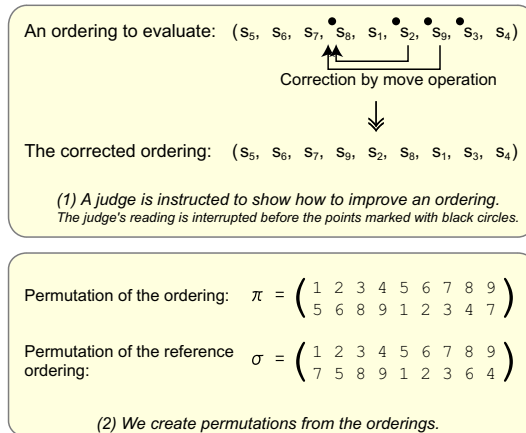 An ordering to evaluate: (s5, s6, s7, s8, s1, s2, s9, s3, s4)
Correction by move operation
The corrected ordering: (s5, s6, s7, s9, s2, s8, s1, s3, s4)
(1) A judge is instructed to show how to improve an ordering.
The judge's reading is interrupted before the points marked with black circles.
Permutation of the ordering: π = (1 2 3 4 5 6 7 8 9
5 6 8 9 1 2 3 4 7)
Permutation of the reference
ordering: σ = (1 2 3 4 5 6 7 8 9
7 5 8 9 1 2 3 6 4)
(2) We create permutations from the orderings.